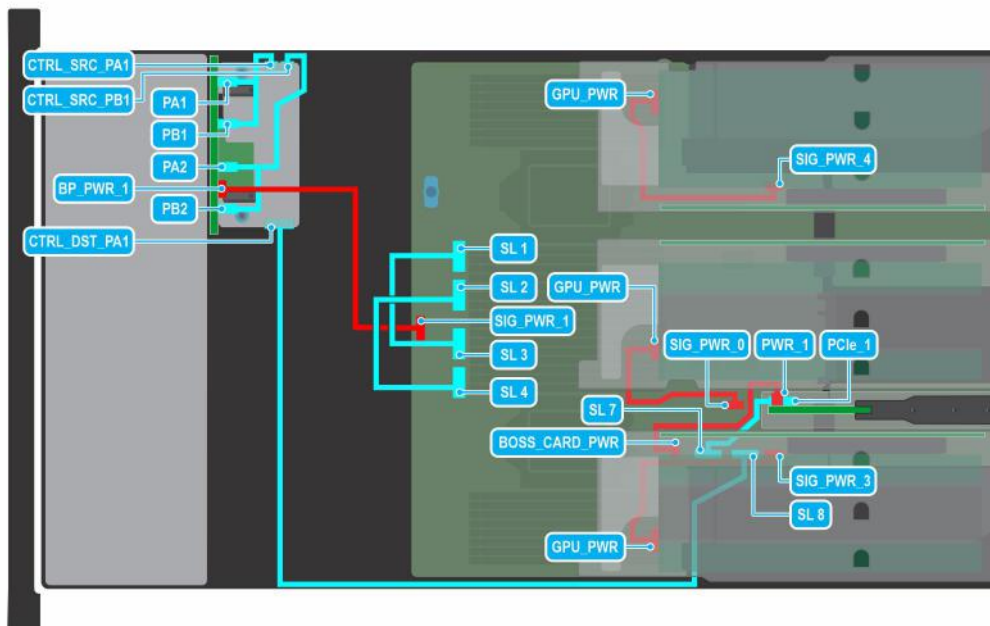 CTRL_SRC_PA1
CTRL_SRC_PB1
PA1
PB1
PA2
BP_PWR_1
PB2
CTRL_DST_PA1
GPU_PWR
SIG_PWR_4
SL 1
SL 2
GPU_PWR
SIG_PWR_1
SL 3
SL 4
SIG_PWR_0
PWR_1
PCIe_1
SL 7
BOSS_CARD_PWR
SIG_PWR_3
SL 8
GPU_PWR